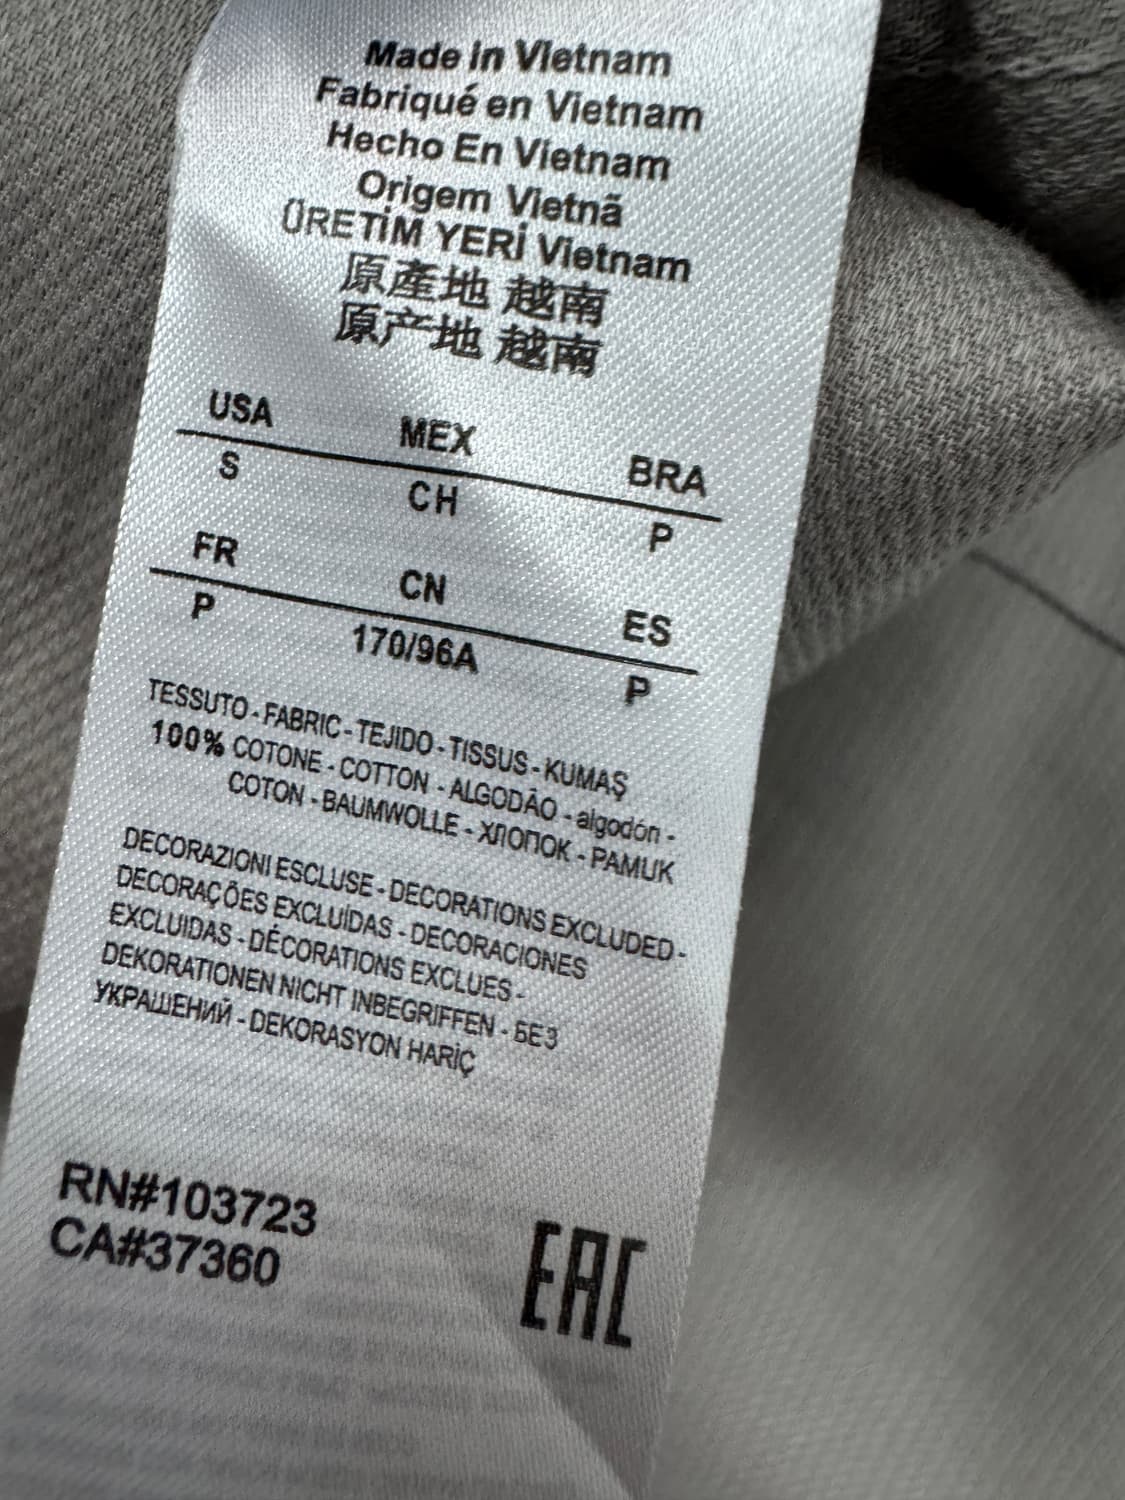 Made in Vietnam
Fabriqué en Vietnam
Hecho En Vietnam
Origem Vietnã
ÜRETİM YERİ Vietnam
原產地 越南
原产地 越南
USA MEX BRA
S CH P
FR CN ES
P 170/96A P
TESSUTO - FABRIC - TEJIDO - TISSUS - KUMAŞ
100% COTONE - COTTON - ALGODÃO - algodón -
COTON - BAUMWOLLE - ХЛОПОК - PAMUK
DECORAZIONI ESCLUSE - DECORATIONS EXCLUDED -
DECORAÇÕES EXCLUÍDAS - DECORACIONES
EXCLUIDAS - DÉCORATIONS EXCLUES -
DEKORATIONEN NICHT INBEGRIFFEN - БЕЗ
УКРАШЕНИЙ - DEKORASYON HARİÇ
RN#103723
CA#37360
EAC